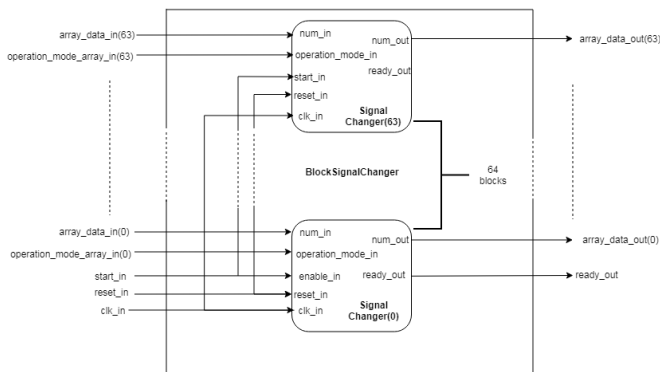 array_data_in(63)
operation_mode_array_in(63)
num_in
num_out
operation_mode_in
ready_out
start_in
reset_in
clk_in
Signal
Changer(63)
array_data_out(63)
BlockSignalChanger
64
blocks
array_data_in(0)
operation_mode_array_in(0)
start_in
reset_in
clk_in
num_in
num_out
operation_mode_in
enable_in
ready_out
reset_in
clk_in
Signal
Changer(0)
array_data_out(0)
ready_out